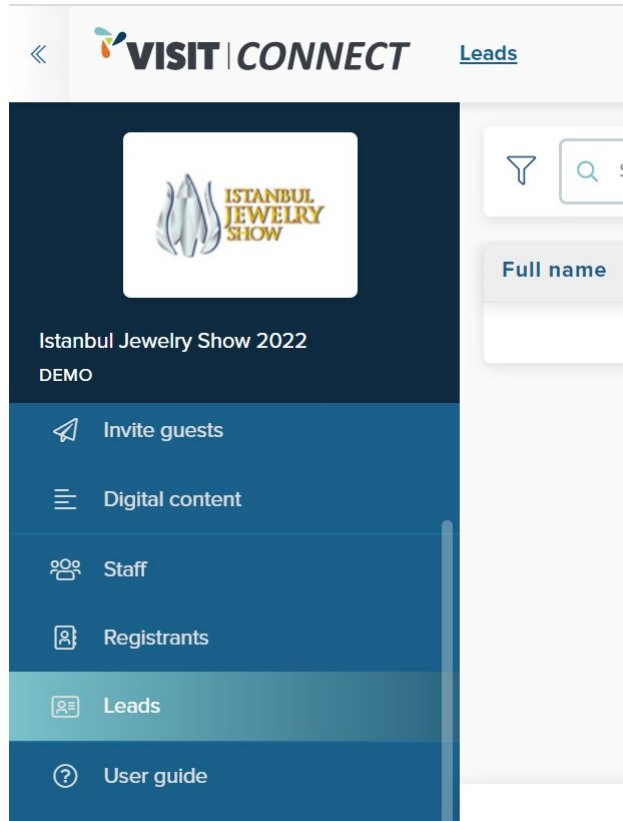 VISIT CONNECT
Leads
ISTANBUL
JEWELRY
SHOW
Full name
Istanbul Jewelry Show 2022
DEMO
Invite guests
Digital content
Staff
Registrants
Leads
User guide